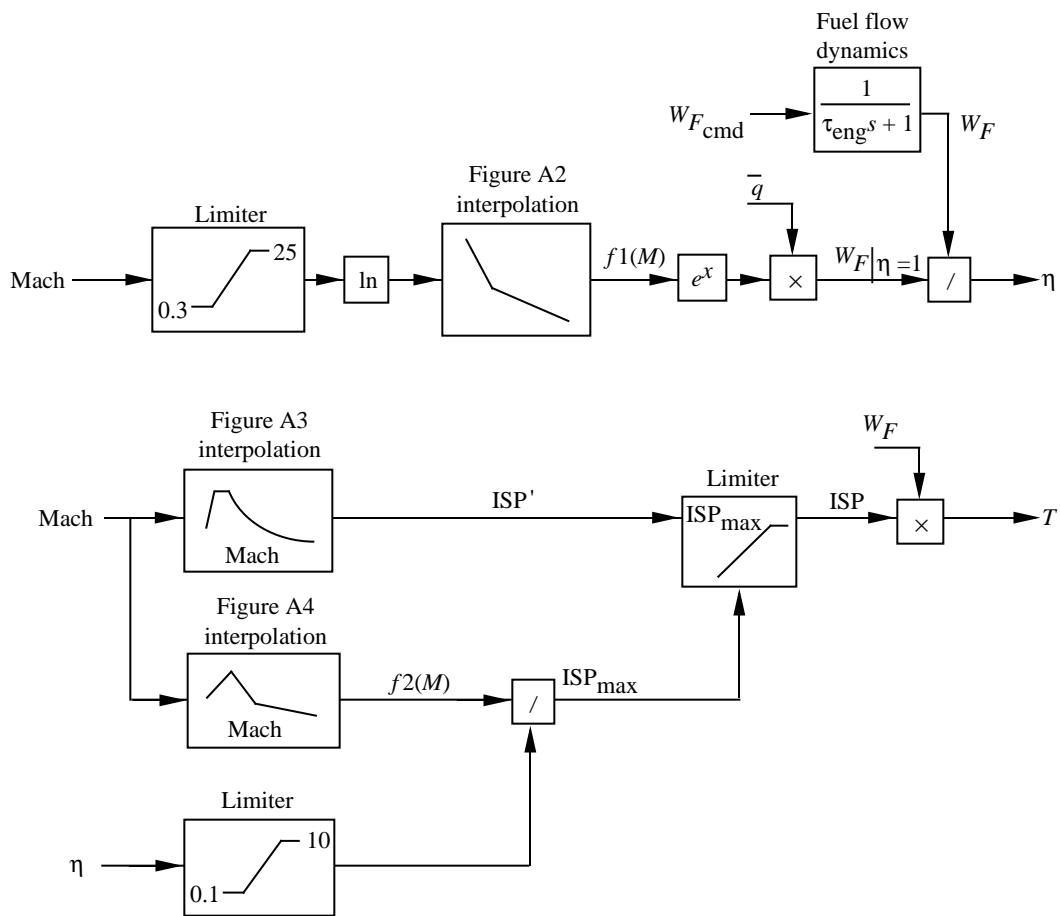 Fuel flow
dynamics
W_F_cmd
1
τ_eng s + 1
W_F
Figure A2
interpolation
q̅
Limiter
Mach
0.3
25
ln
f1(M)
e^x
×
W_F|η =1
/
η
Figure A3
interpolation
W_F
Mach
Mach
ISP'
Limiter
ISP_max
ISP
×
T
Figure A4
interpolation
Mach
f2(M)
/
ISP_max
Limiter
η
0.1
10